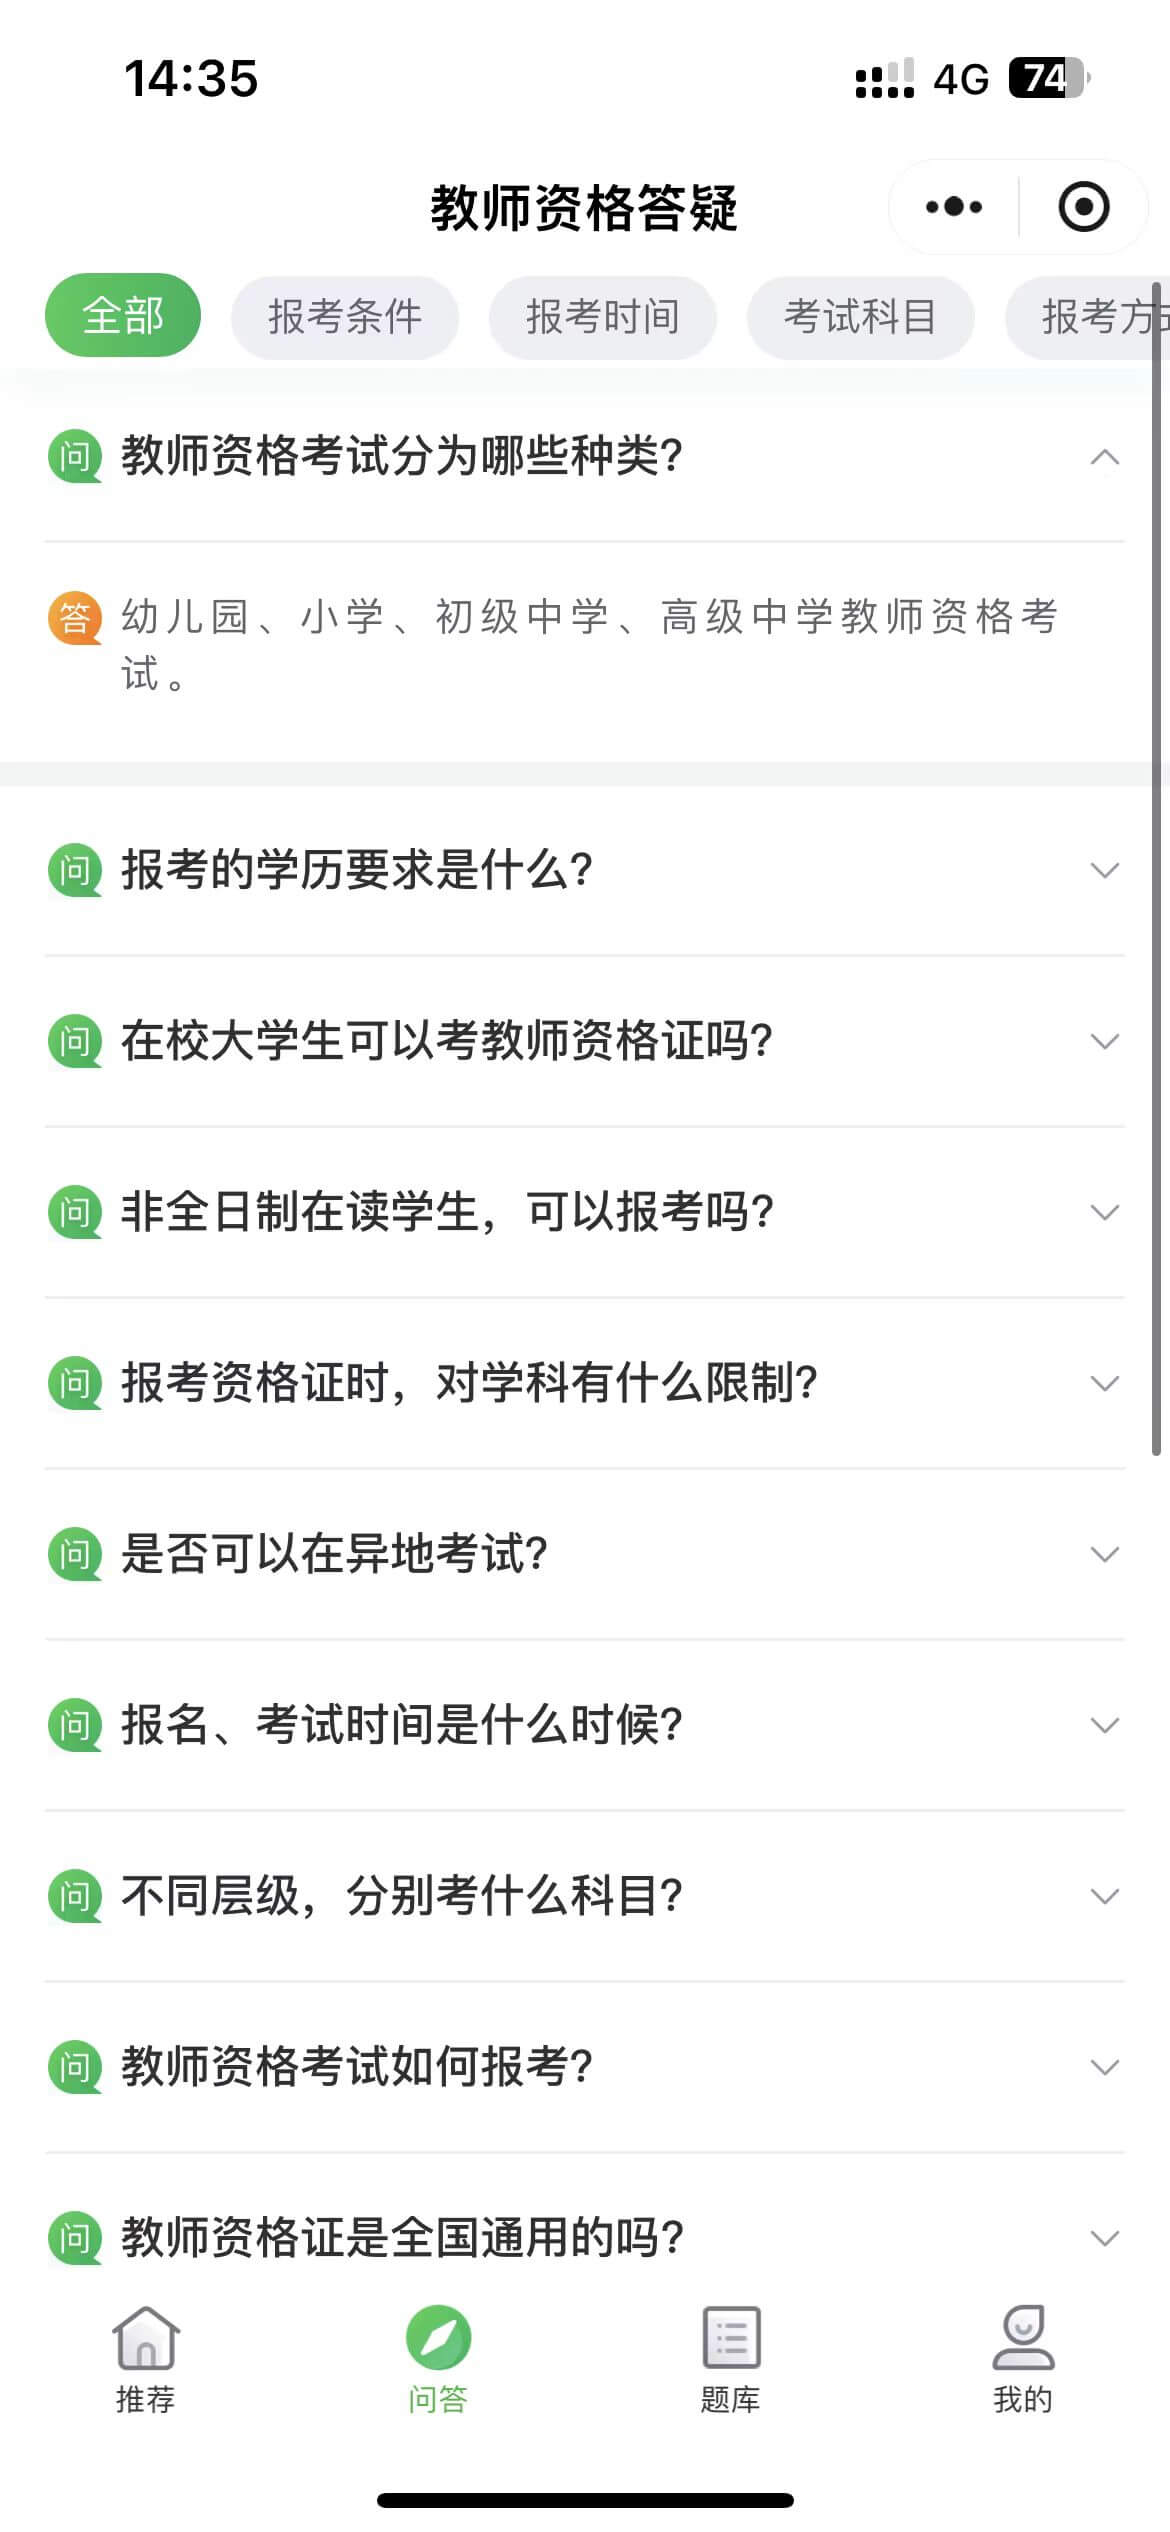 14:35
4G 74
教师资格答疑
全部 报考条件 报考时间 考试科目 报考方
问 教师资格考试分为哪些种类?
答 幼儿园、小学、初级中学、高级中学教师资格考
试。
问 报考的学历要求是什么?
问 在校大学生可以考教师资格证吗?
问 非全日制在读学生，可以报考吗?
问 报考资格证时，对学科有什么限制?
问 是否可以在异地考试?
问 报名、考试时间是什么时候?
问 不同层级，分别考什么科目?
问 教师资格考试如何报考?
问 教师资格证是全国通用的吗?
推荐 问答 题库 我的